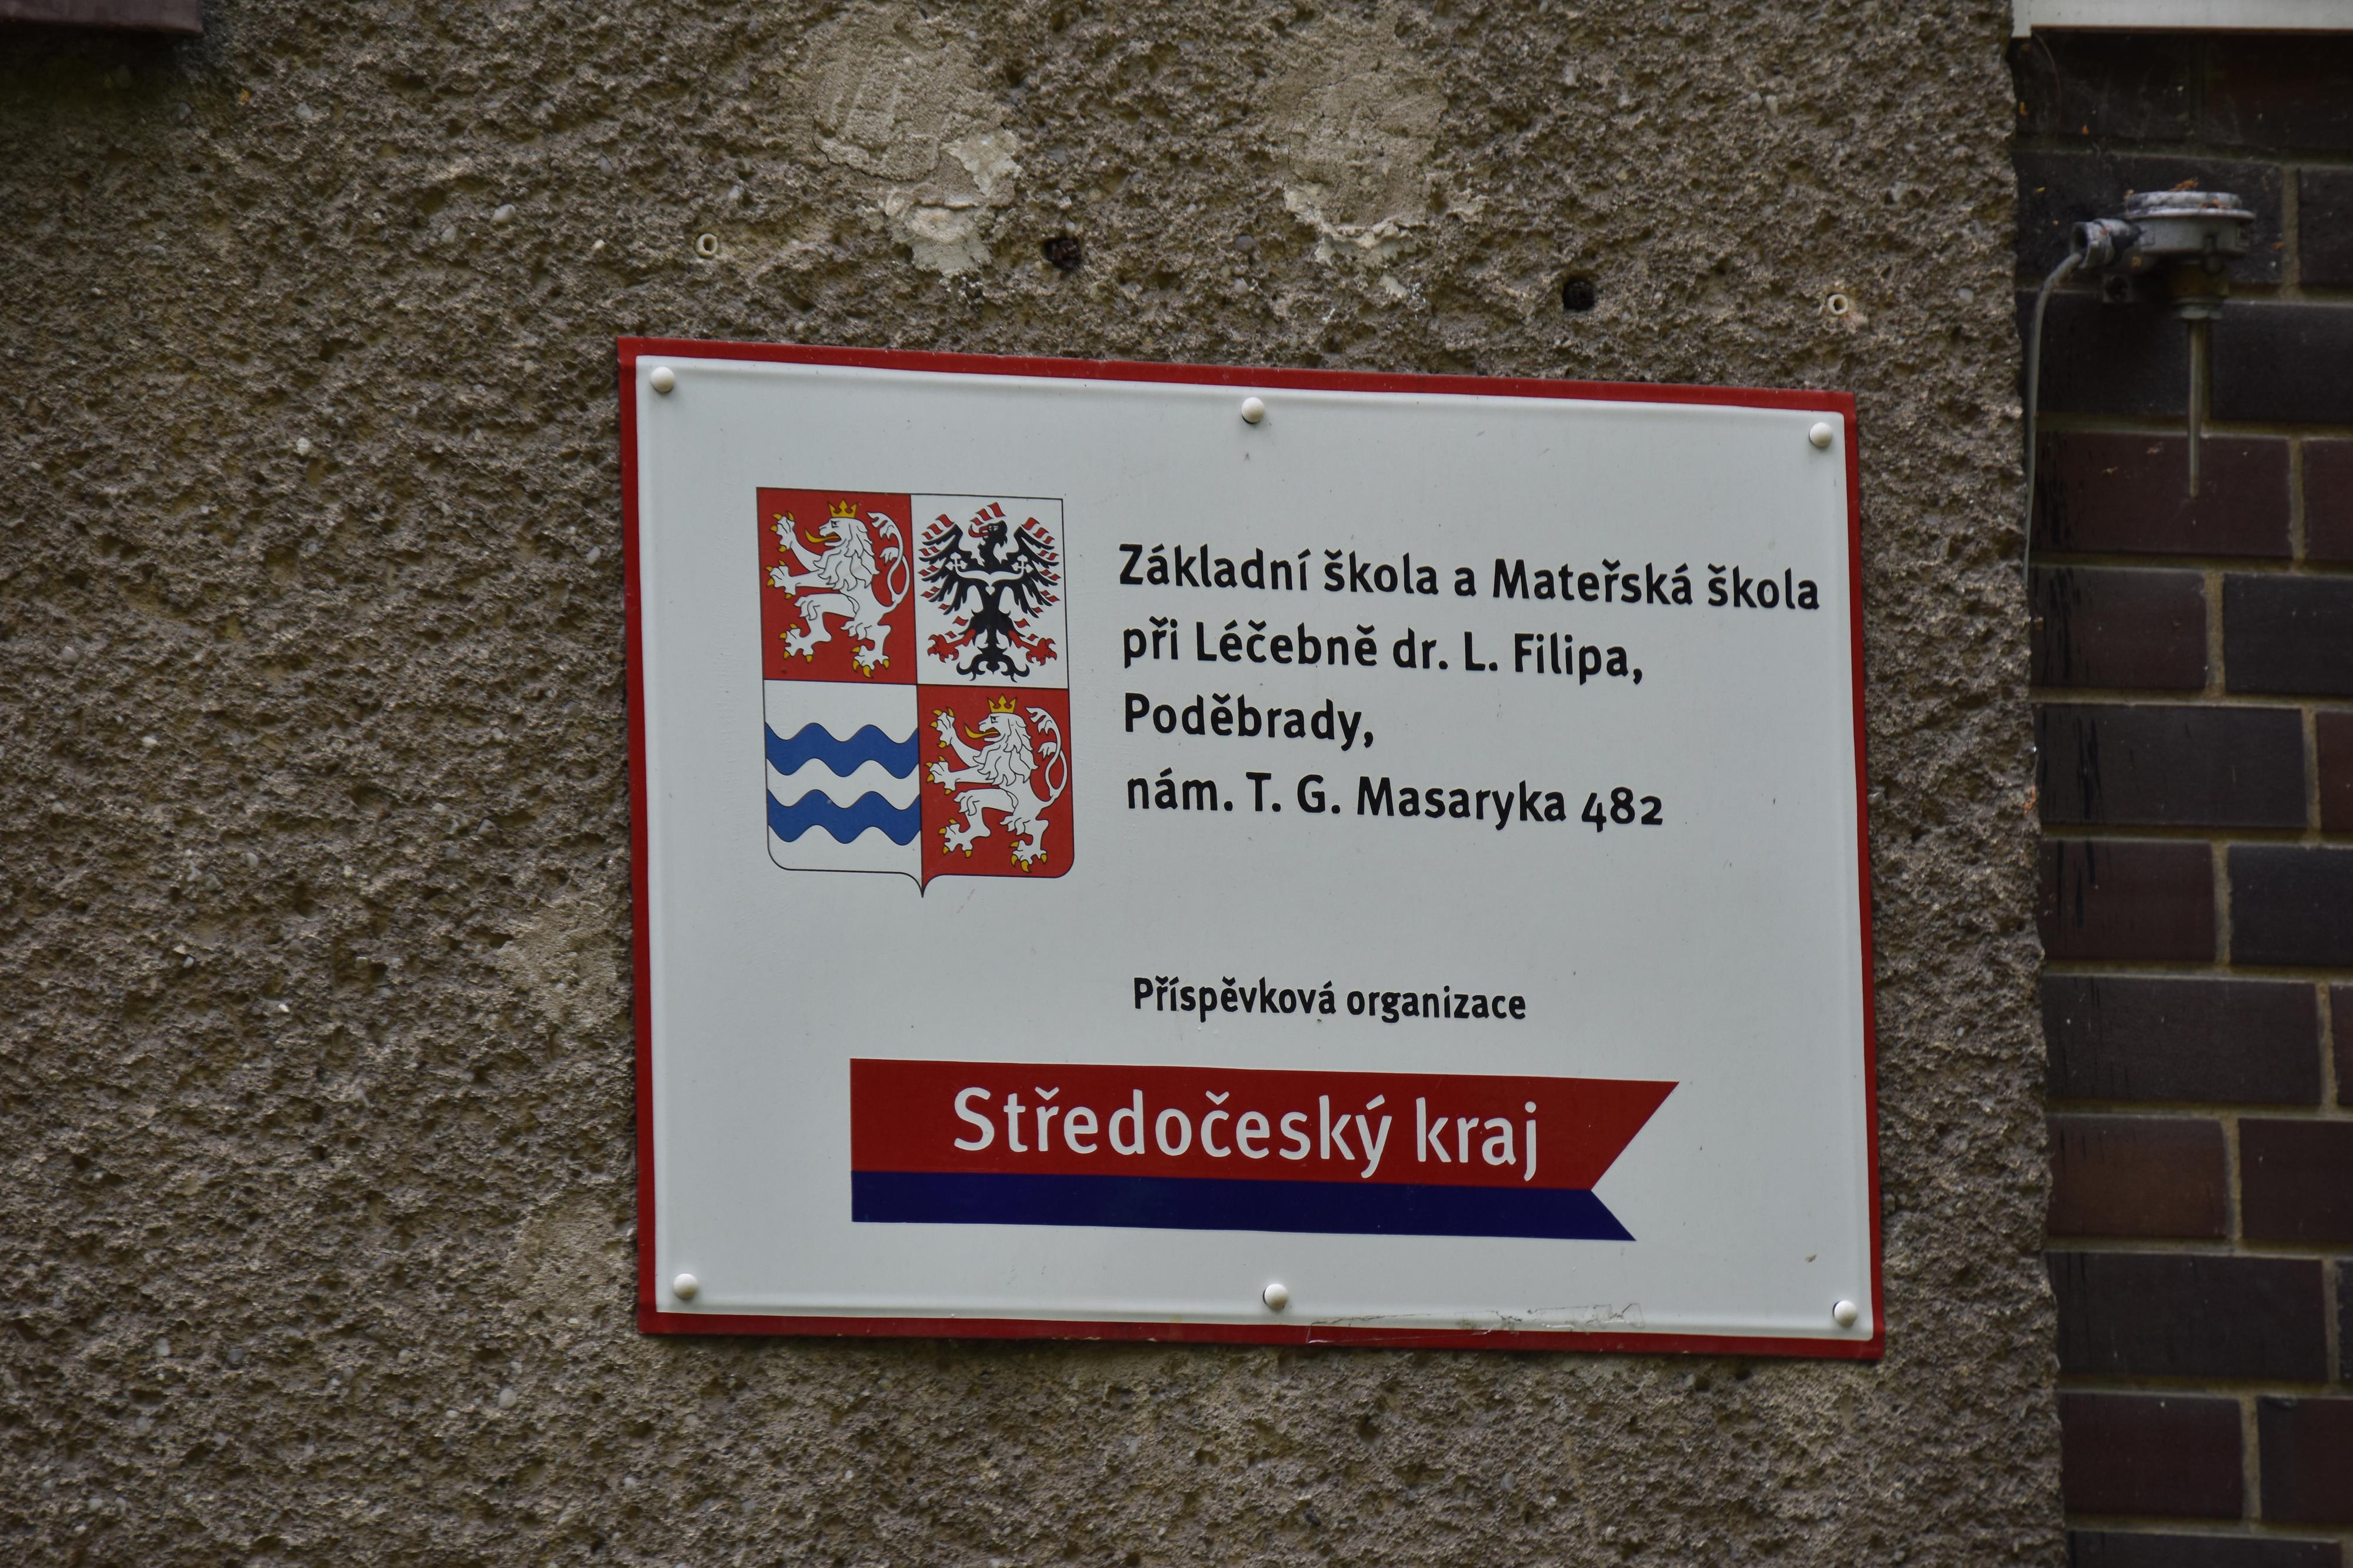 Základní škola a Mateřská škola
při Léčebně dr. L. Filipa,
Poděbrady,
nám. T. G. Masaryka 482
Příspěvková organizace
Středočeský kraj